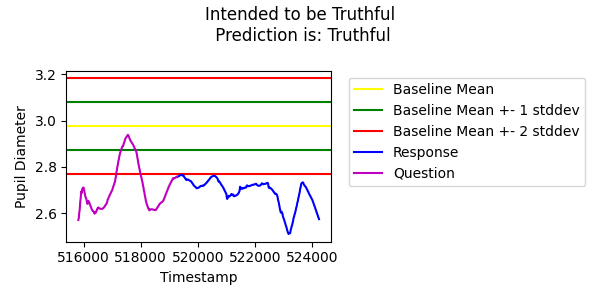 Intended to be Truthful
Prediction is: Truthful
3.2
3.0
2.8
2.6
Pupil Diameter
516000 518000 520000 522000 524000
Timestamp
Baseline Mean
Baseline Mean +- 1 stddev
Baseline Mean +- 2 stddev
Response
Question